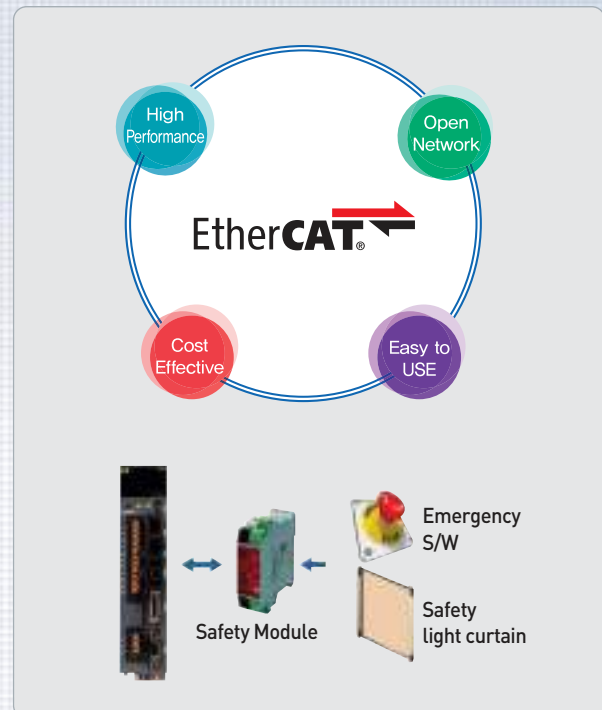 High
Performance
Open
Network
EtherCAT®
Cost
Effective
Easy to
USE
Emergency
S/W
Safety Module
Safety
light curtain